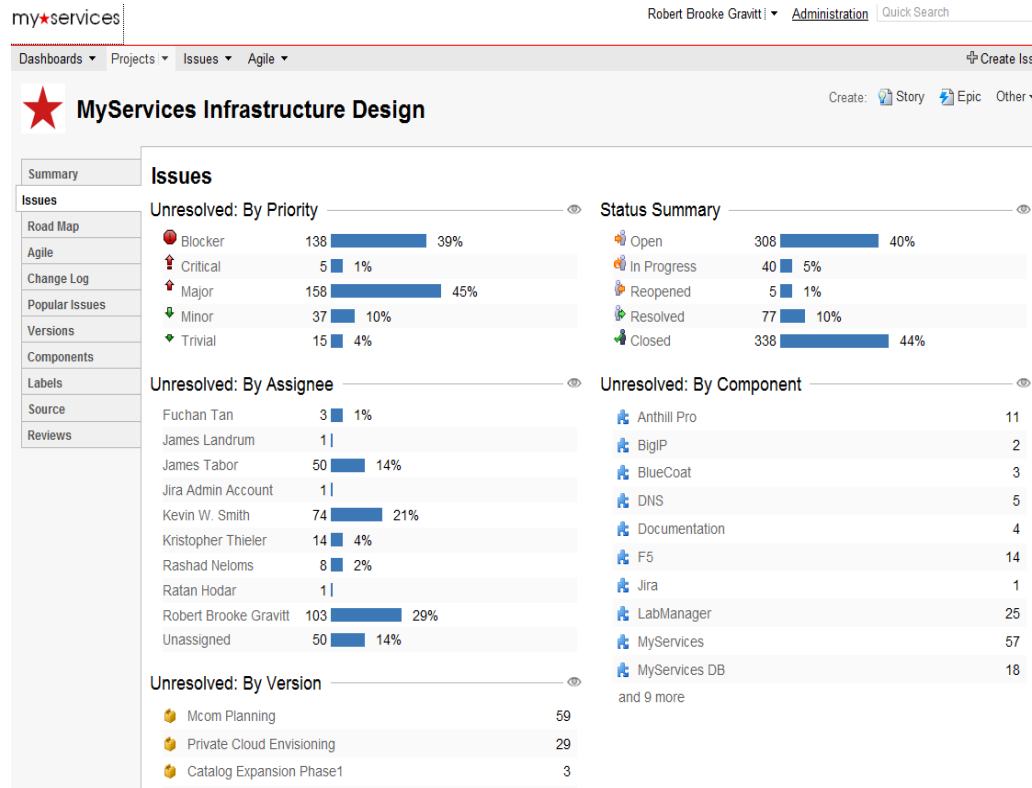 my★services
Robert Brooke Gravitt Administration Quick Search
Dashboards Projects Issues Agile Create Iss
MyServices Infrastructure Design
Create: Story Epic Other
Summary
Issues
Road Map
Agile
Change Log
Popular Issues
Versions
Components
Labels
Source
Reviews
Issues
Unresolved: By Priority
Blocker 138 39%
Critical 5 1%
Major 158 45%
Minor 37 10%
Trivial 15 4%
Unresolved: By Assignee
Fuchan Tan 3 1%
James Landrum 1
James Tabor 50 14%
Jira Admin Account 1
Kevin W. Smith 74 21%
Kristopher Thieler 14 4%
Rashad Neloms 8 2%
Ratan Hodar 1
Robert Brooke Gravitt 103 29%
Unassigned 50 14%
Unresolved: By Version
Mcom Planning 59
Private Cloud Envisioning 29
Catalog Expansion Phase1 3
Status Summary
Open 308 40%
In Progress 40 5%
Reopened 5 1%
Resolved 77 10%
Closed 338 44%
Unresolved: By Component
Anthill Pro 11
BigIP 2
BlueCoat 3
DNS 5
Documentation 4
F5 14
Jira 1
LabManager 25
MyServices 57
MyServices DB 18
and 9 more